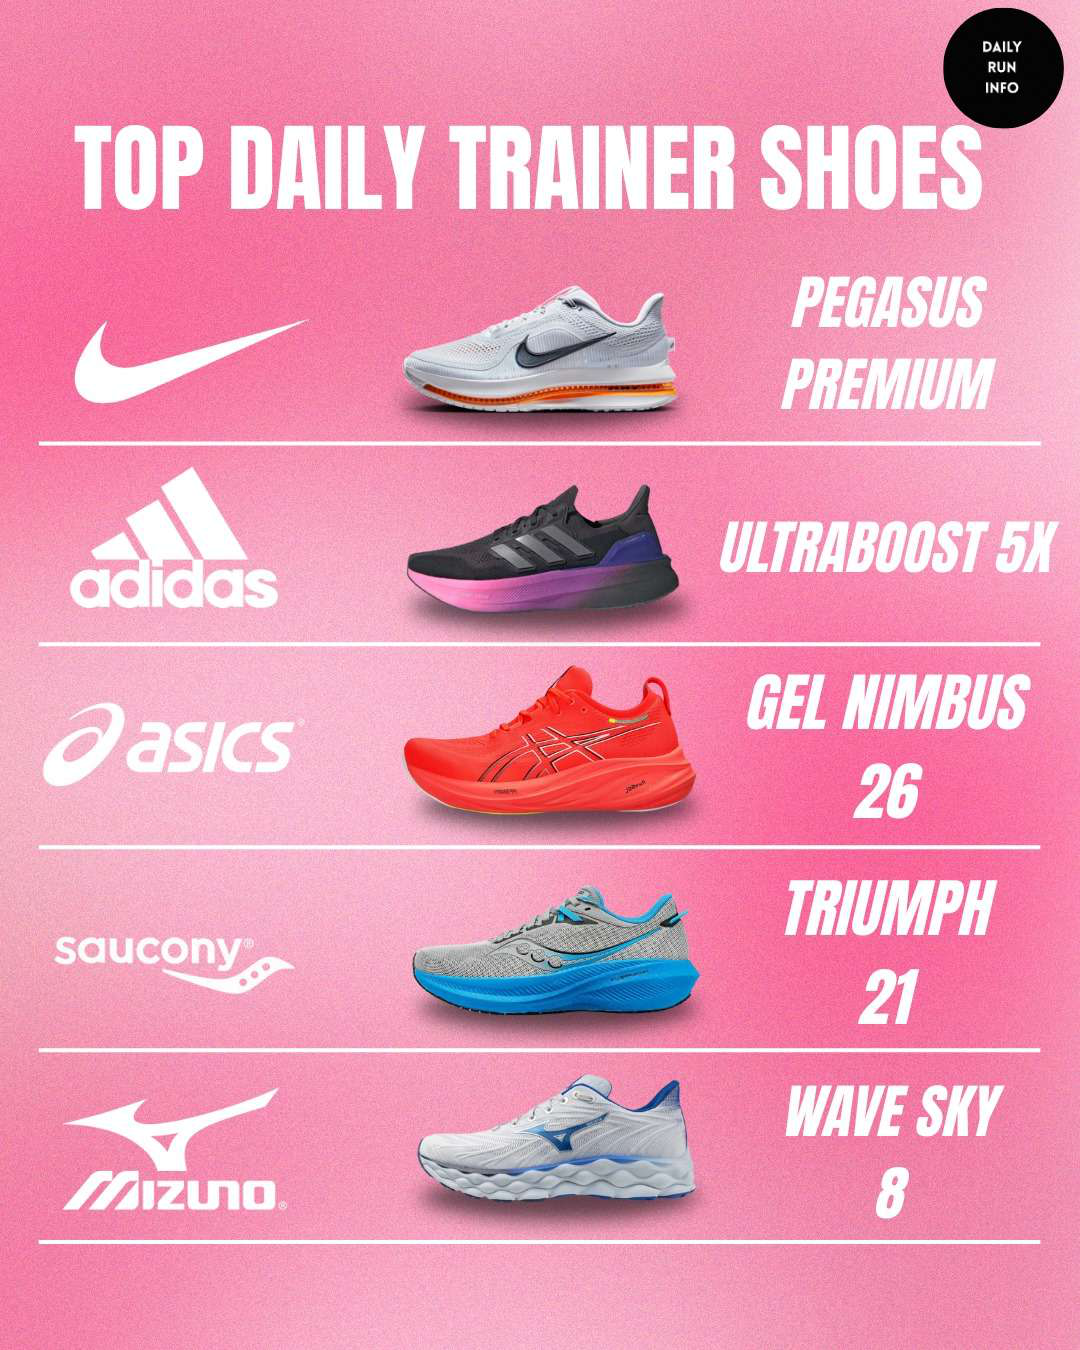 DAILY
RUN
INFO
TOP DAILY TRAINER SHOES
PEGASUS
PREMIUM
adidas
ULTRABOOST 5X
asics
GEL NIMBUS
26
saucony®
TRIUMPH
21
MIZUNO®
WAVE SKY
8